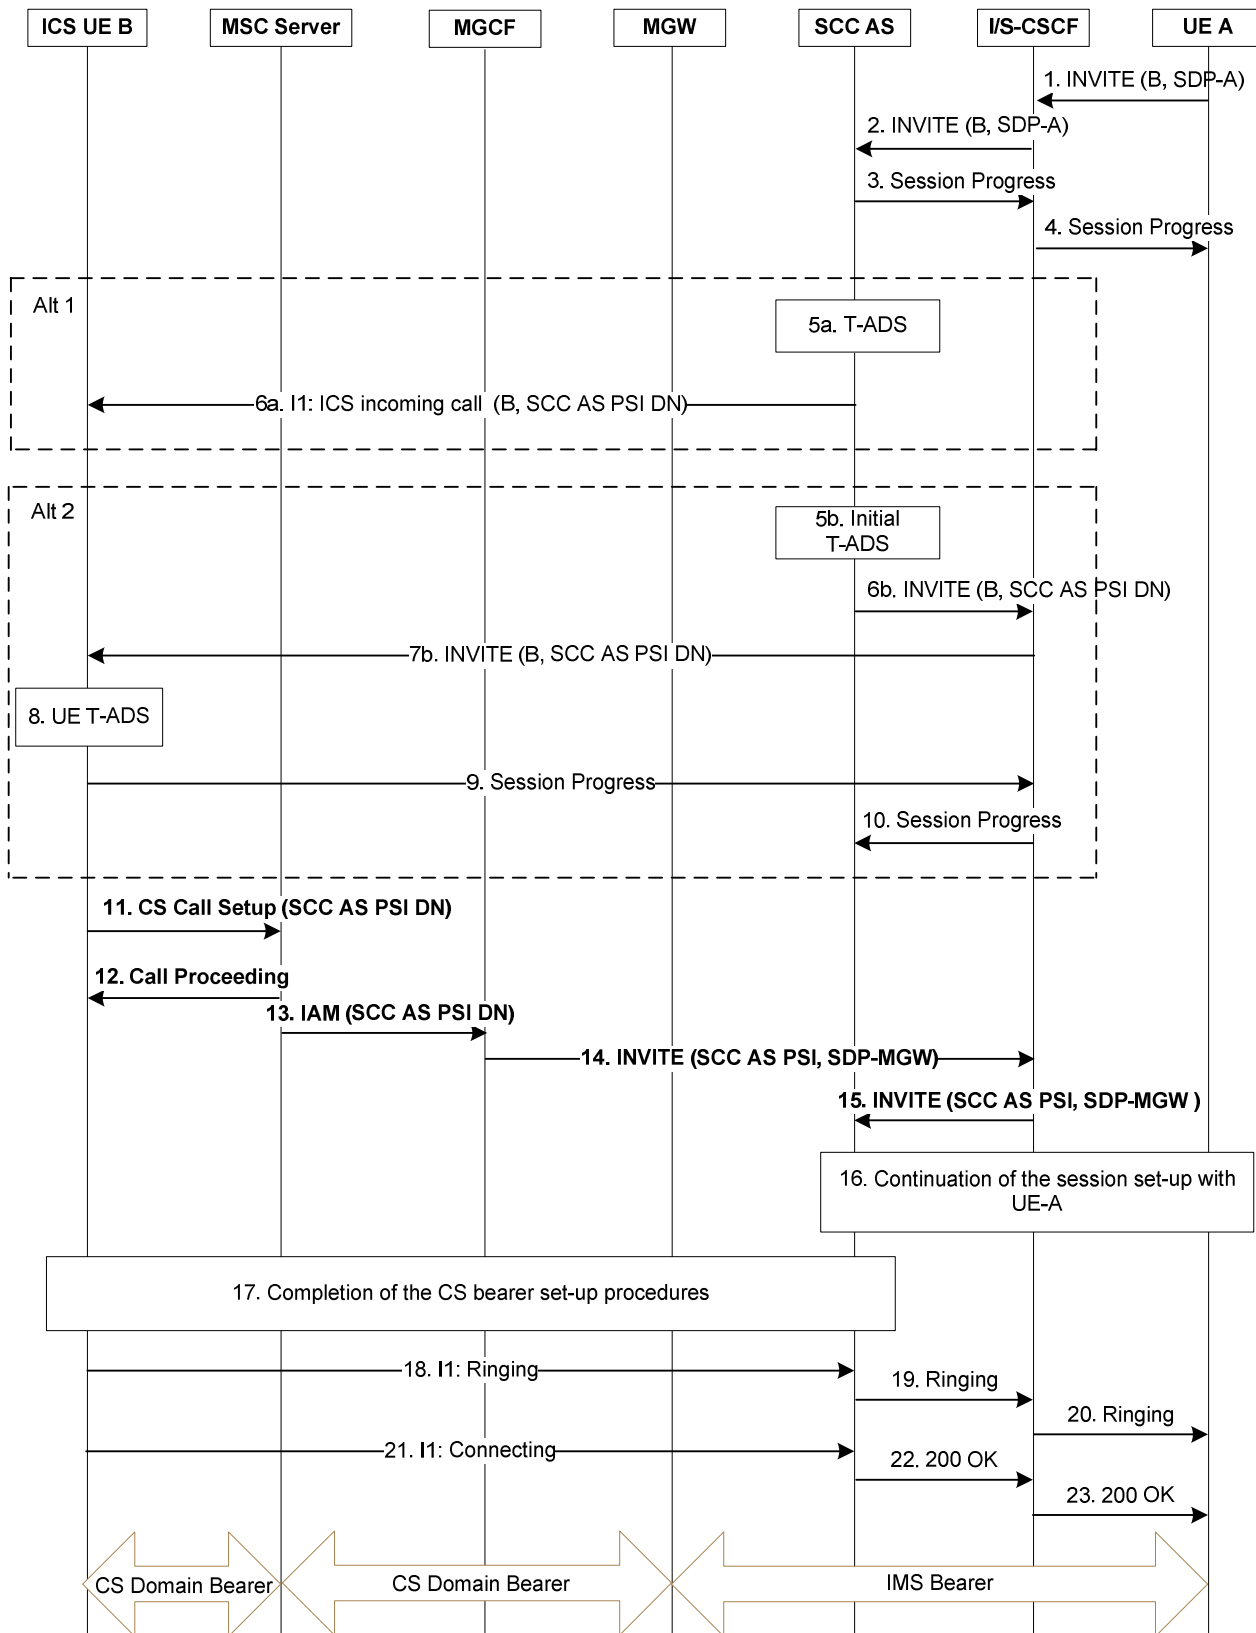 ICS UE B
MSC Server
MGCF
MGW
SCC AS
I/S-CSCF
UE A
1. INVITE (B, SDP-A)
2. INVITE (B, SDP-A)
3. Session Progress
4. Session Progress
Alt 1
5a. T-ADS
6a. I1: ICS incoming call (B, SCC AS PSI DN)
Alt 2
5b. Initial
T-ADS
6b. INVITE (B, SCC AS PSI DN)
7b. INVITE (B, SCC AS PSI DN)
8. UE T-ADS
9. Session Progress
10. Session Progress
11. CS Call Setup (SCC AS PSI DN)
12. Call Proceeding
13. IAM (SCC AS PSI DN)
14. INVITE (SCC AS PSI, SDP-MGW)
15. INVITE (SCC AS PSI, SDP-MGW )
16. Continuation of the session set-up with
UE-A
17. Completion of the CS bearer set-up procedures
18. I1: Ringing
19. Ringing
20. Ringing
21. I1: Connecting
22. 200 OK
23. 200 OK
CS Domain Bearer
CS Domain Bearer
IMS Bearer